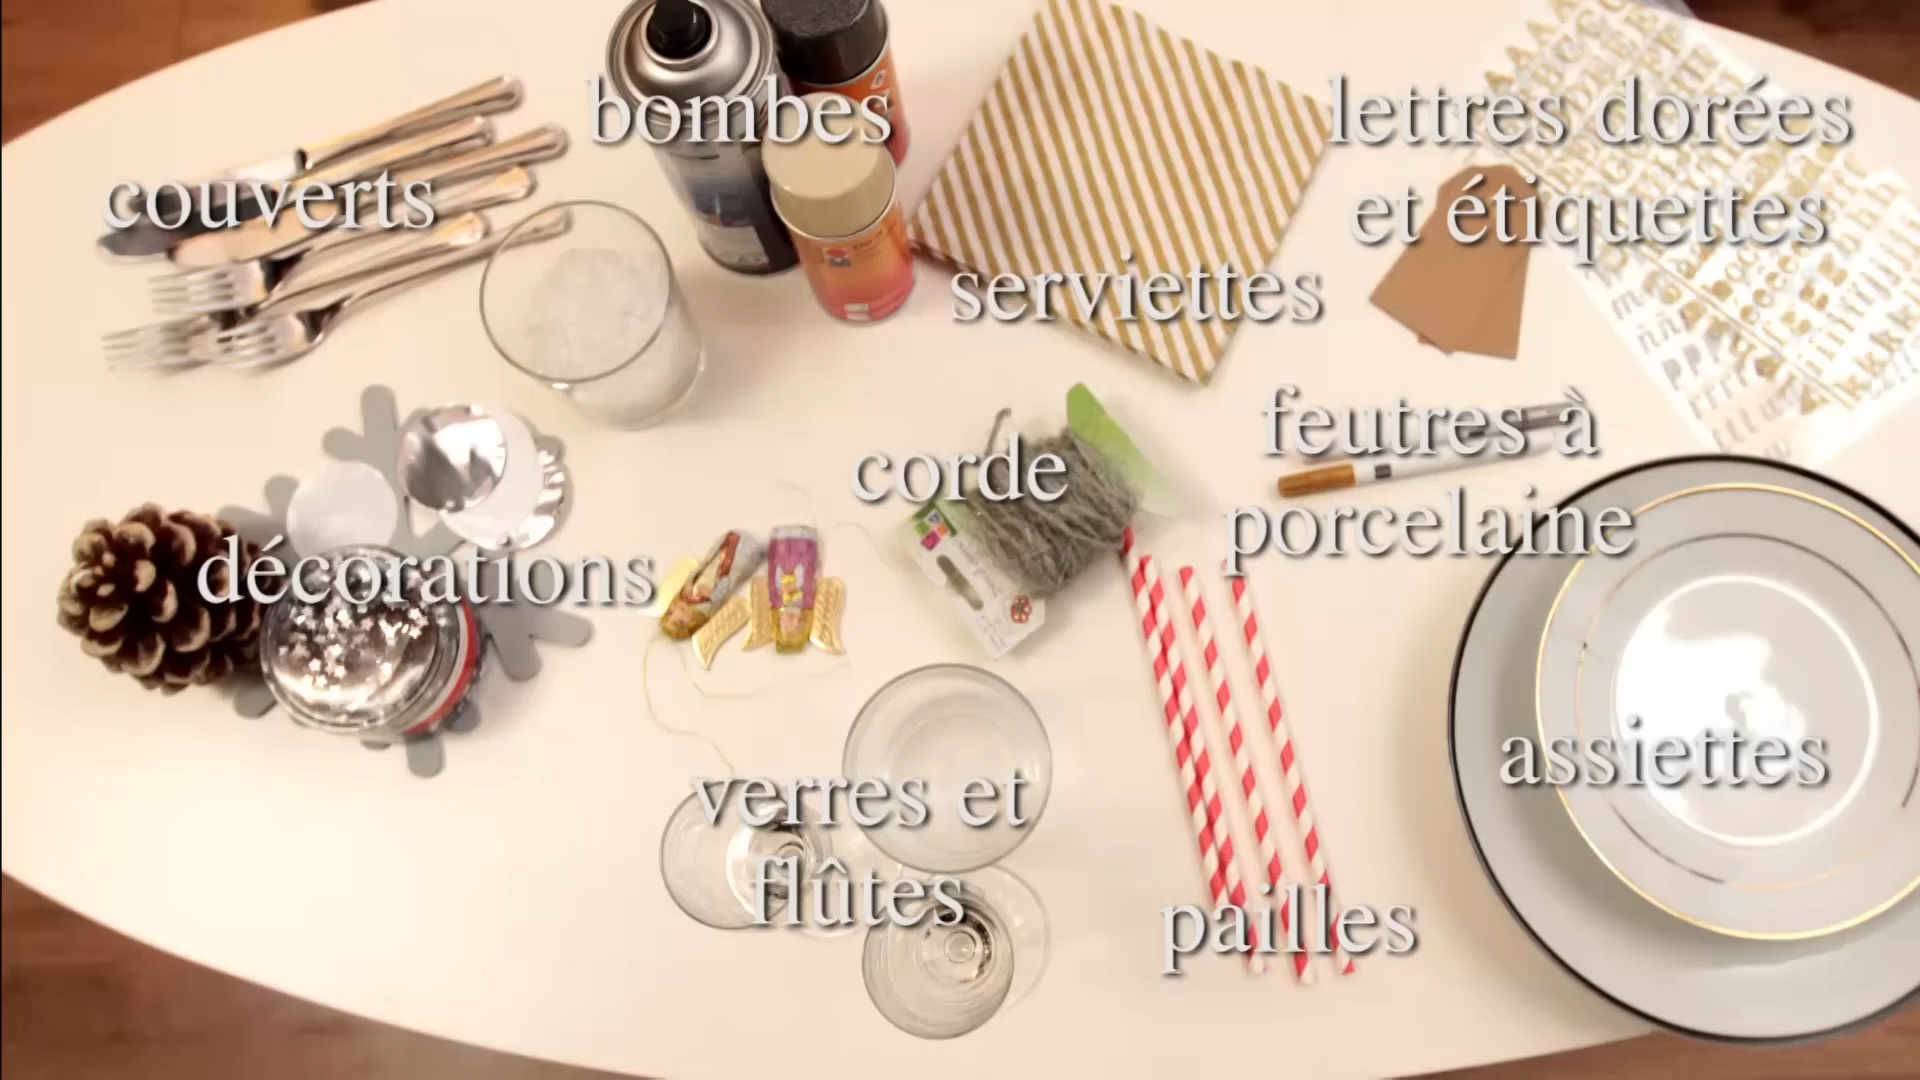 bombes
lettres dorées
et étiquettes
couverts
serviettes
feutres à
porcelaine
corde
décorations
assiettes
verres et
flûtes
pailles